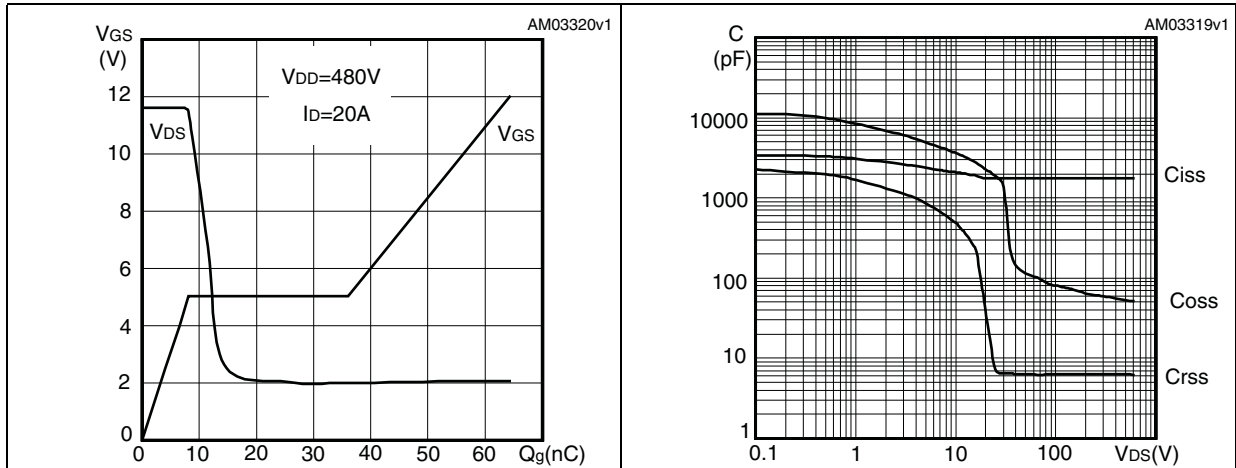 AM03320v1
VGS
(V)
12
10
8
6
4
2
0
VDD=480V
ID=20A
VDS
VGS
0 10 20 30 40 50 60 Qg(nC)
AM03319v1
C
(pF)
10000
1000
100
10
1
Ciss
Coss
Crss
0.1 1 10 100 VDS(V)